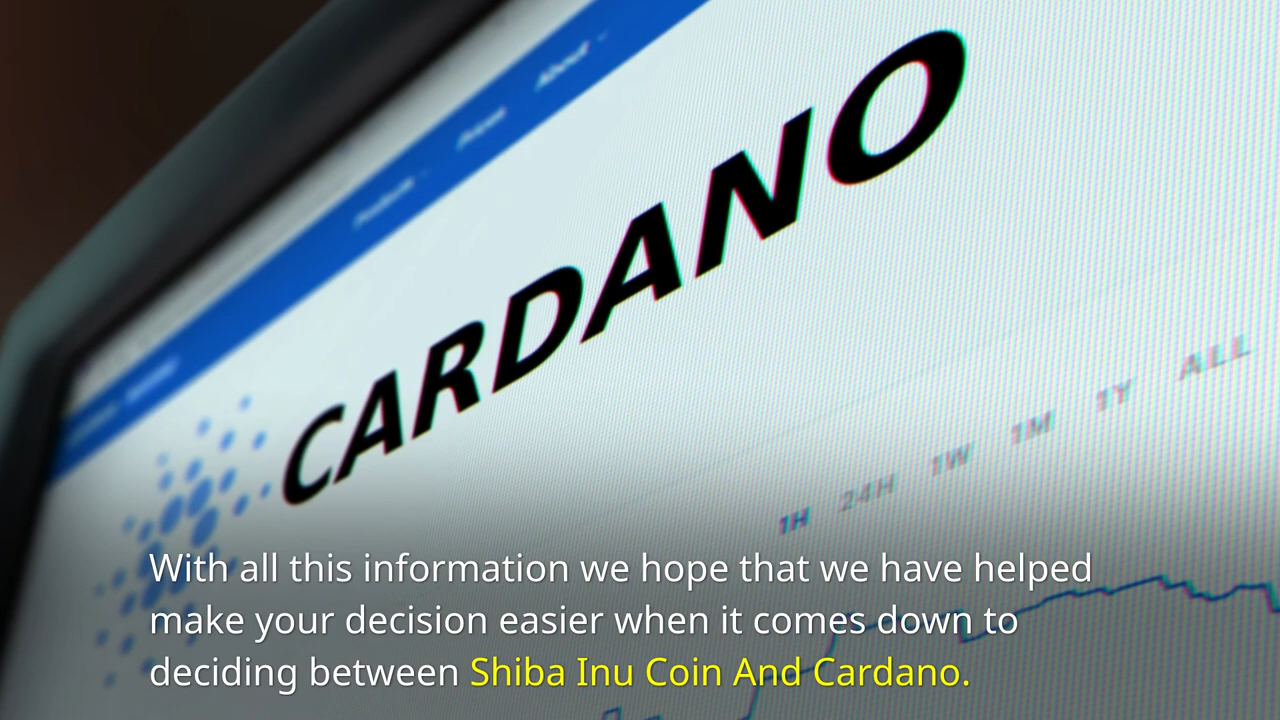 About
CARDANO
1H 24H 1W 1M 1Y ALL
With all this information we hope that we have helped
make your decision easier when it comes down to
deciding between Shiba Inu Coin And Cardano.